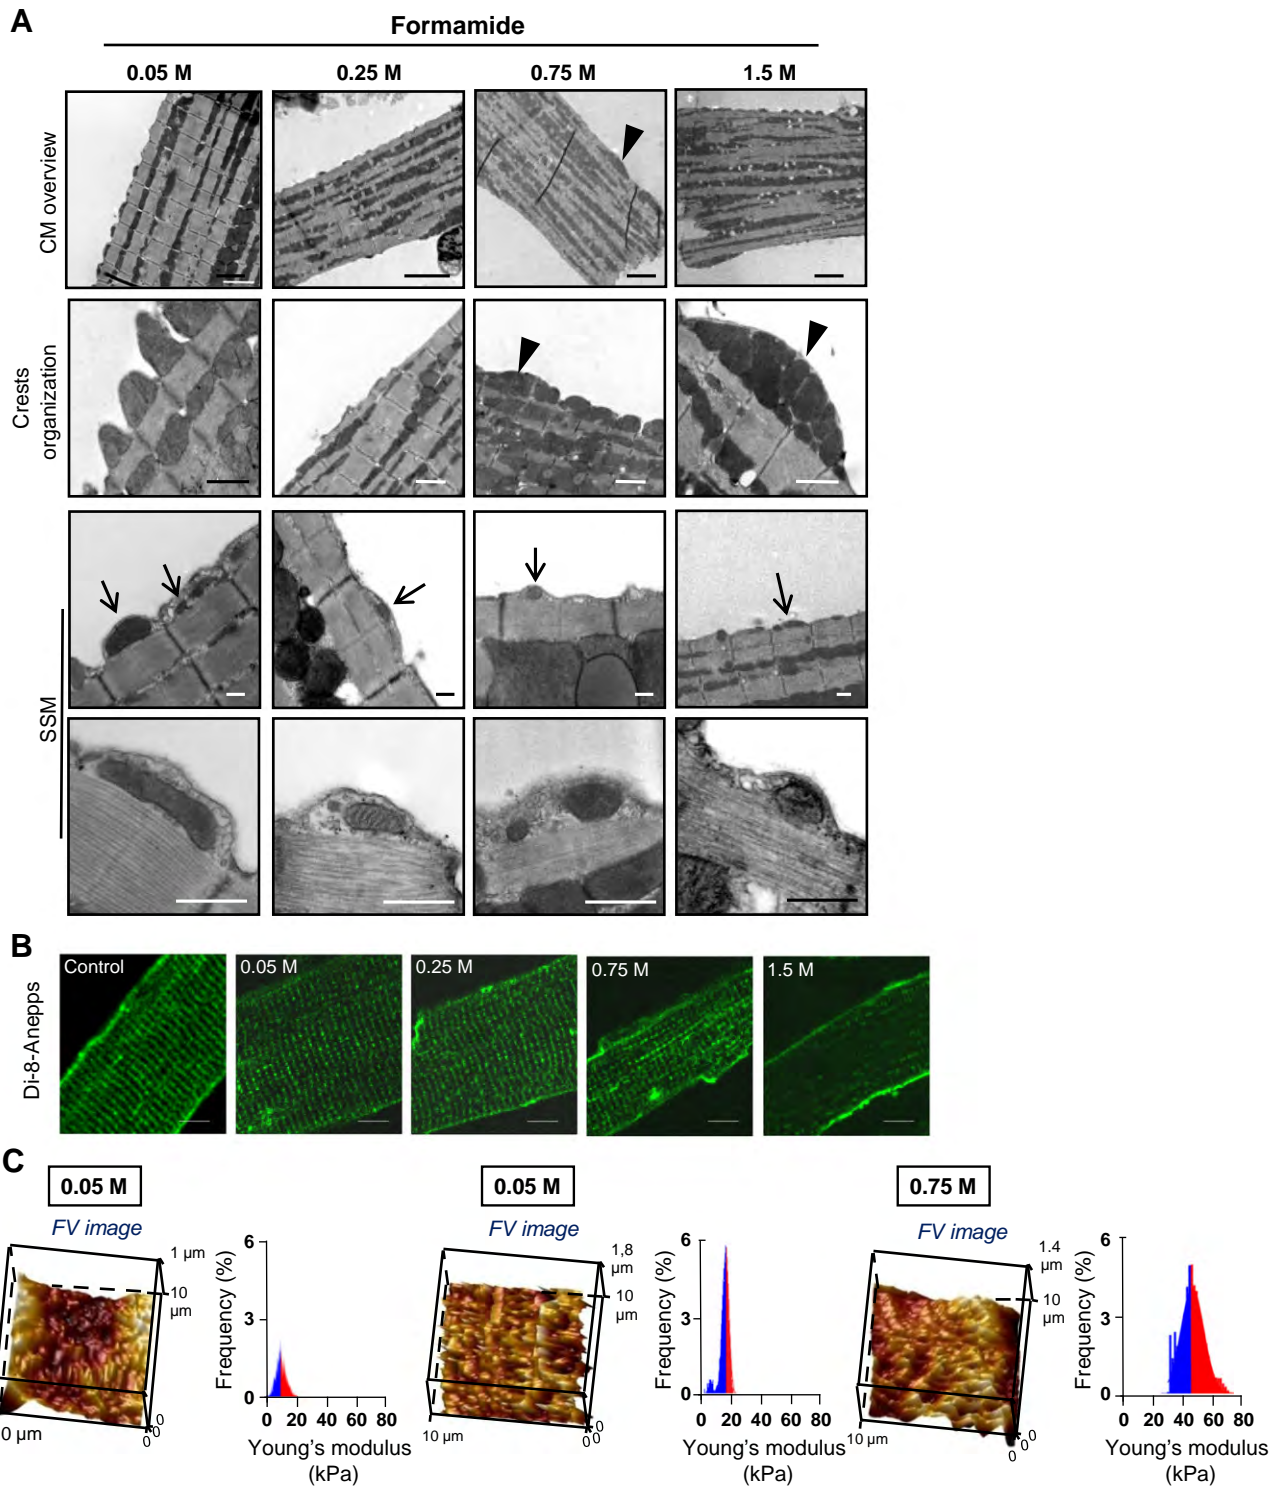 A
Formamide
0.05 M 0.25 M 0.75 M 1.5 M
CM overview
Crests
organization
SSM
B
Di-8-Anepps
Control 0.05 M 0.25 M 0.75 M 1.5 M
C
0.05 M 0.05 M 0.75 M
FV image
1 µm
10
µm
0 µm
0
0
Frequency (%)
6
3
0
0 20 40 60 80
Young's modulus
(kPa)
FV image
1,8
µm
10
µm
10 µm
0
0
Frequency (%)
6
3
0
0 20 40 60 80
Young's modulus
(kPa)
FV image
1.4
µm
10
µm
10 µm
0
0
Frequency (%)
6
3
0
0 20 40 60 80
Young's modulus
(kPa)